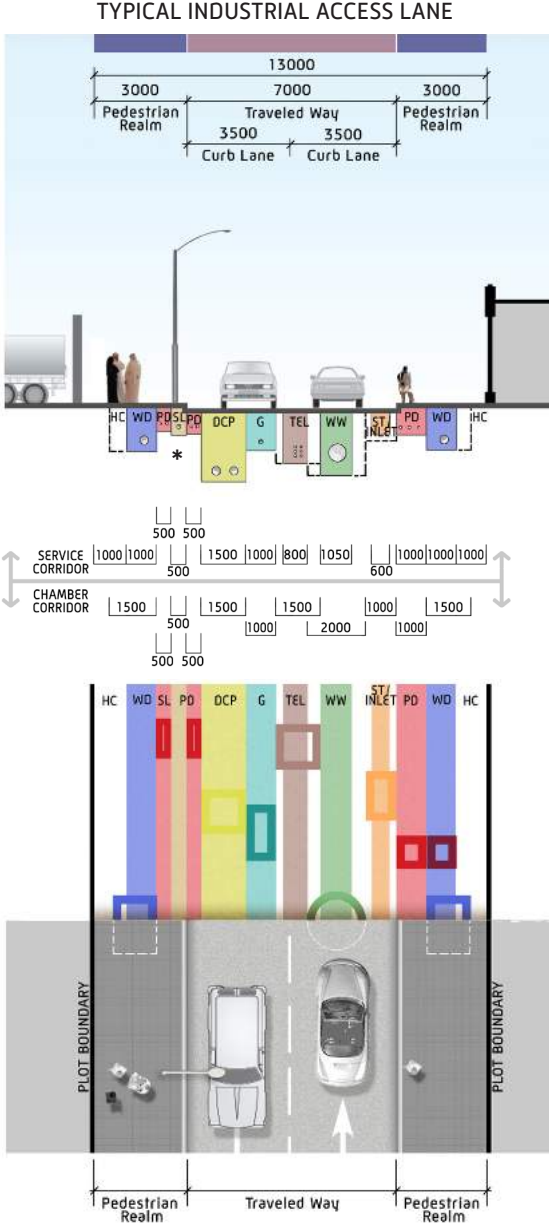 TYPICAL INDUSTRIAL ACCESS LANE
13000
3000 7000 3000
Pedestrian Realm Traveled Way Pedestrian Realm
3500 3500
Curb Lane Curb Lane
HC WD PD SL PD DCP G TEL WW ST/ INLET PD WD HC
*
500 500
SERVICE CORRIDOR 1000 1000 500 1500 1000 800 1050 600 1000 1000 1000
CHAMBER CORRIDOR 1500 500 1500 1500 1000 1500
1000 2000 1000
500 500
HC WD SL PD DCP G TEL WW ST/ INLET PD WD HC
PLOT BOUNDARY PLOT BOUNDARY
Pedestrian Realm Traveled Way Pedestrian Realm